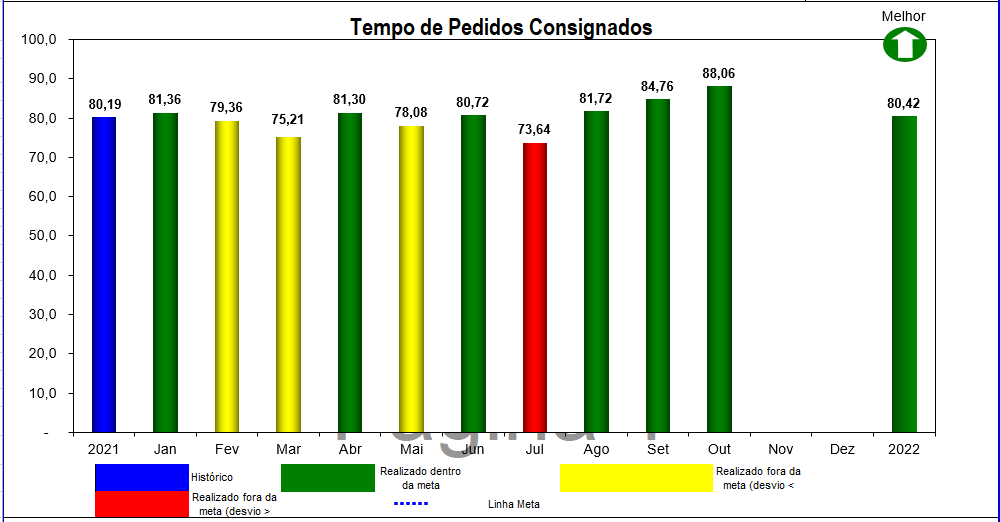 Tempo de Pedidos Consignados
Melhor
100,0
90,0
80,0
70,0
60,0
50,0
40,0
30,0
20,0
10,0
-
80,19
81,36
79,36
75,21
81,30
78,08
80,72
73,64
81,72
84,76
88,06
80,42
2021 Jan Fev Mar Abr Mai Jun Jul Ago Set Out Nov Dez 2022
Histórico
Realizado dentro
da meta
Realizado fora da
meta (desvio <
Realizado fora da
meta (desvio >
Linha Meta